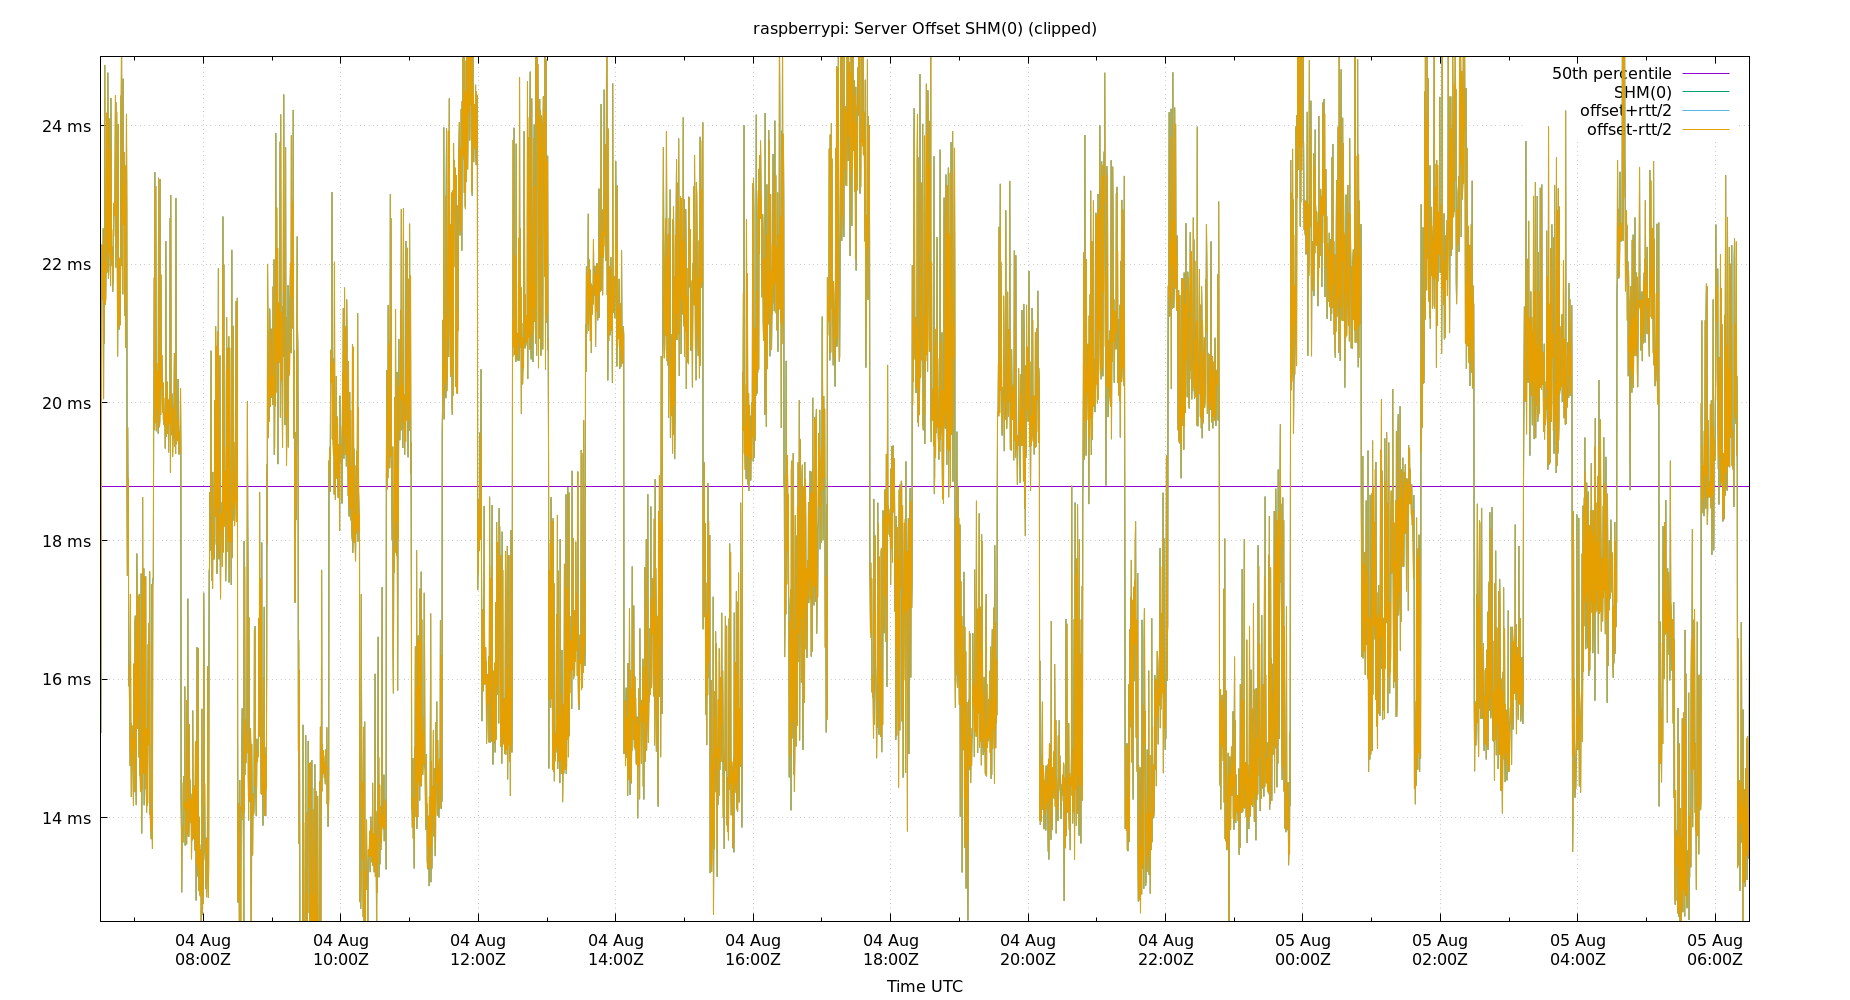 raspberrypi: Server Offset SHM(0) (clipped)
50th percentile
SHM(0)
offset+rtt/2
offset-rtt/2
24 ms
22 ms
20 ms
18 ms
16 ms
14 ms
04 Aug 04 Aug 04 Aug 04 Aug 04 Aug 04 Aug 04 Aug 04 Aug 05 Aug 05 Aug 05 Aug 05 Aug
08:00Z 10:00Z 12:00Z 14:00Z 16:00Z 18:00Z 20:00Z 22:00Z 00:00Z 02:00Z 04:00Z 06:00Z
Time UTC